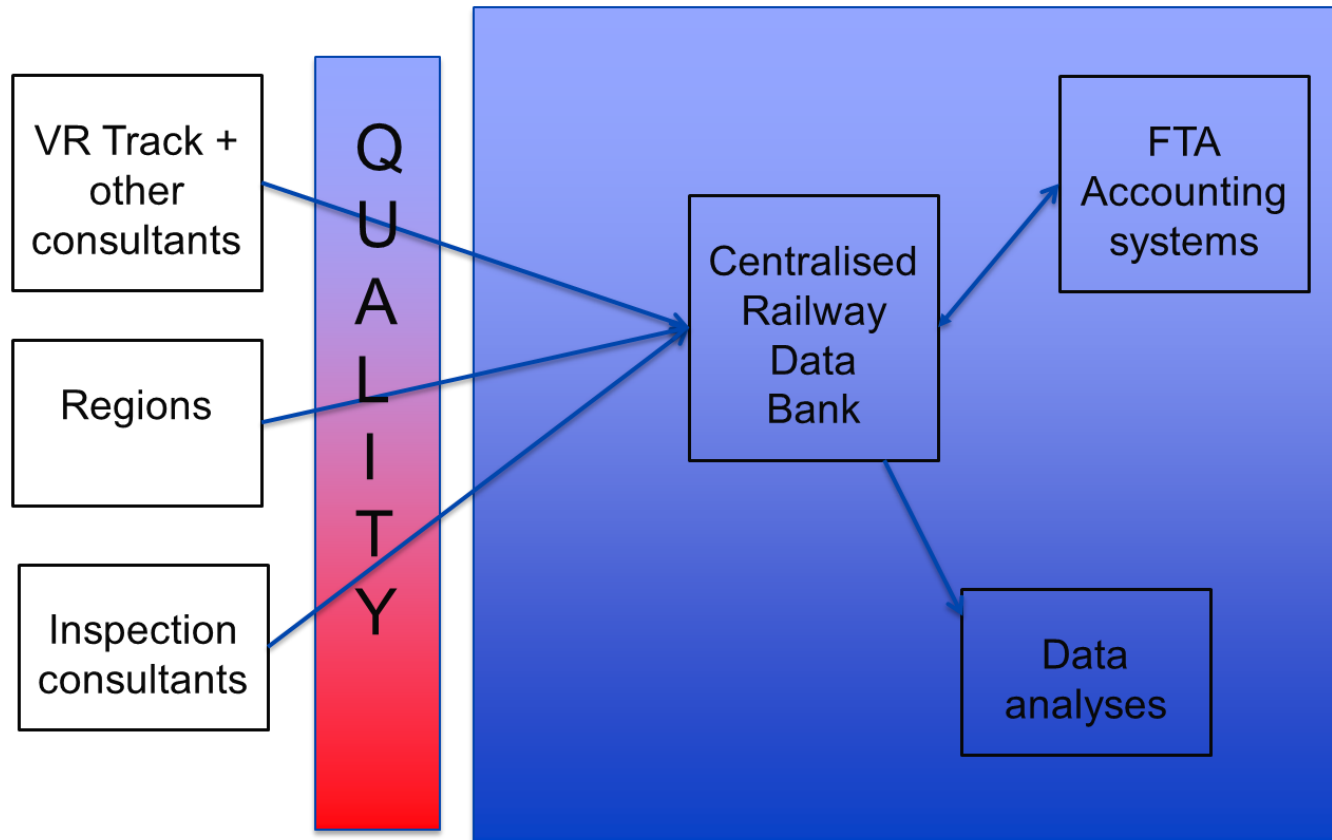 VR Track +
other
consultants
Regions
Inspection
consultants
Q
U
A
L
I
T
Y
Centralised
Railway
Data
Bank
FTA
Accounting
systems
Data
analyses